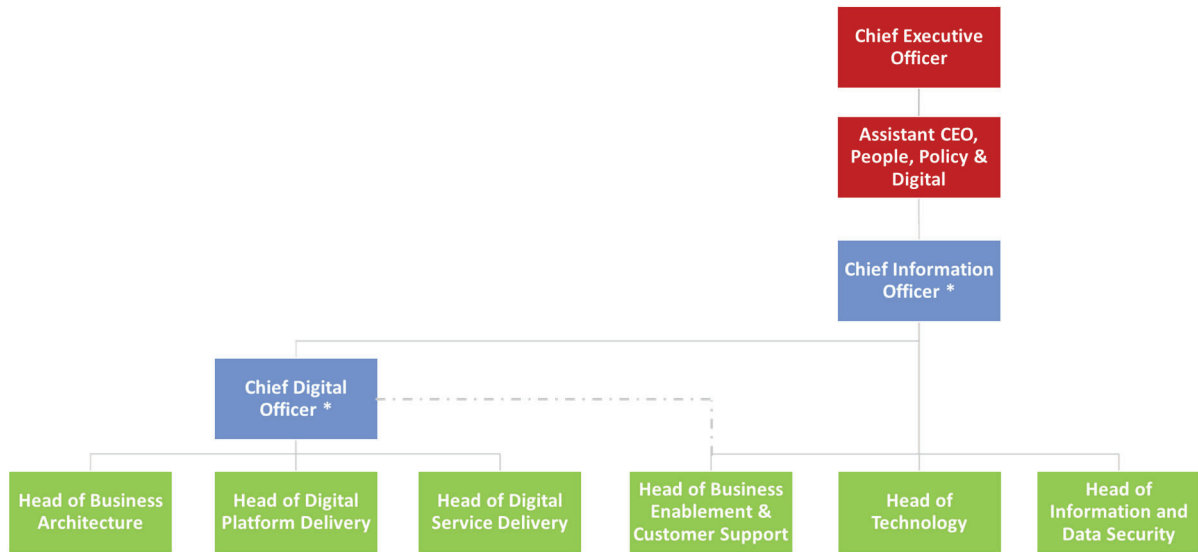 Chief Executive
Officer
Assistant CEO,
People, Policy &
Digital
Chief Information
Officer *
Chief Digital
Officer *
Head of Business
Architecture
Head of Digital
Platform Delivery
Head of Digital
Service Delivery
Head of Business
Enablement &
Customer Support
Head of
Technology
Head of
Information and
Data Security